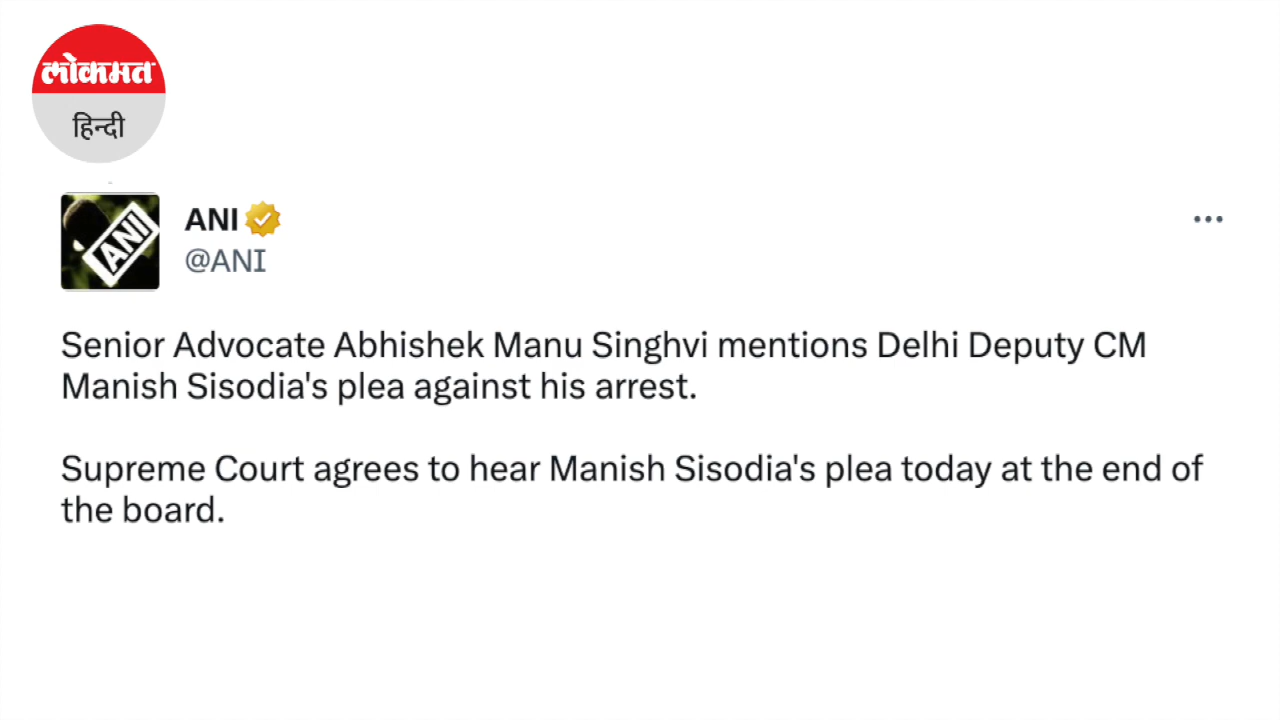 लोकमत
हिन्दी
ANI
ANI
@ANI
Senior Advocate Abhishek Manu Singhvi mentions Delhi Deputy CM
Manish Sisodia's plea against his arrest.
Supreme Court agrees to hear Manish Sisodia's plea today at the end of
the board.